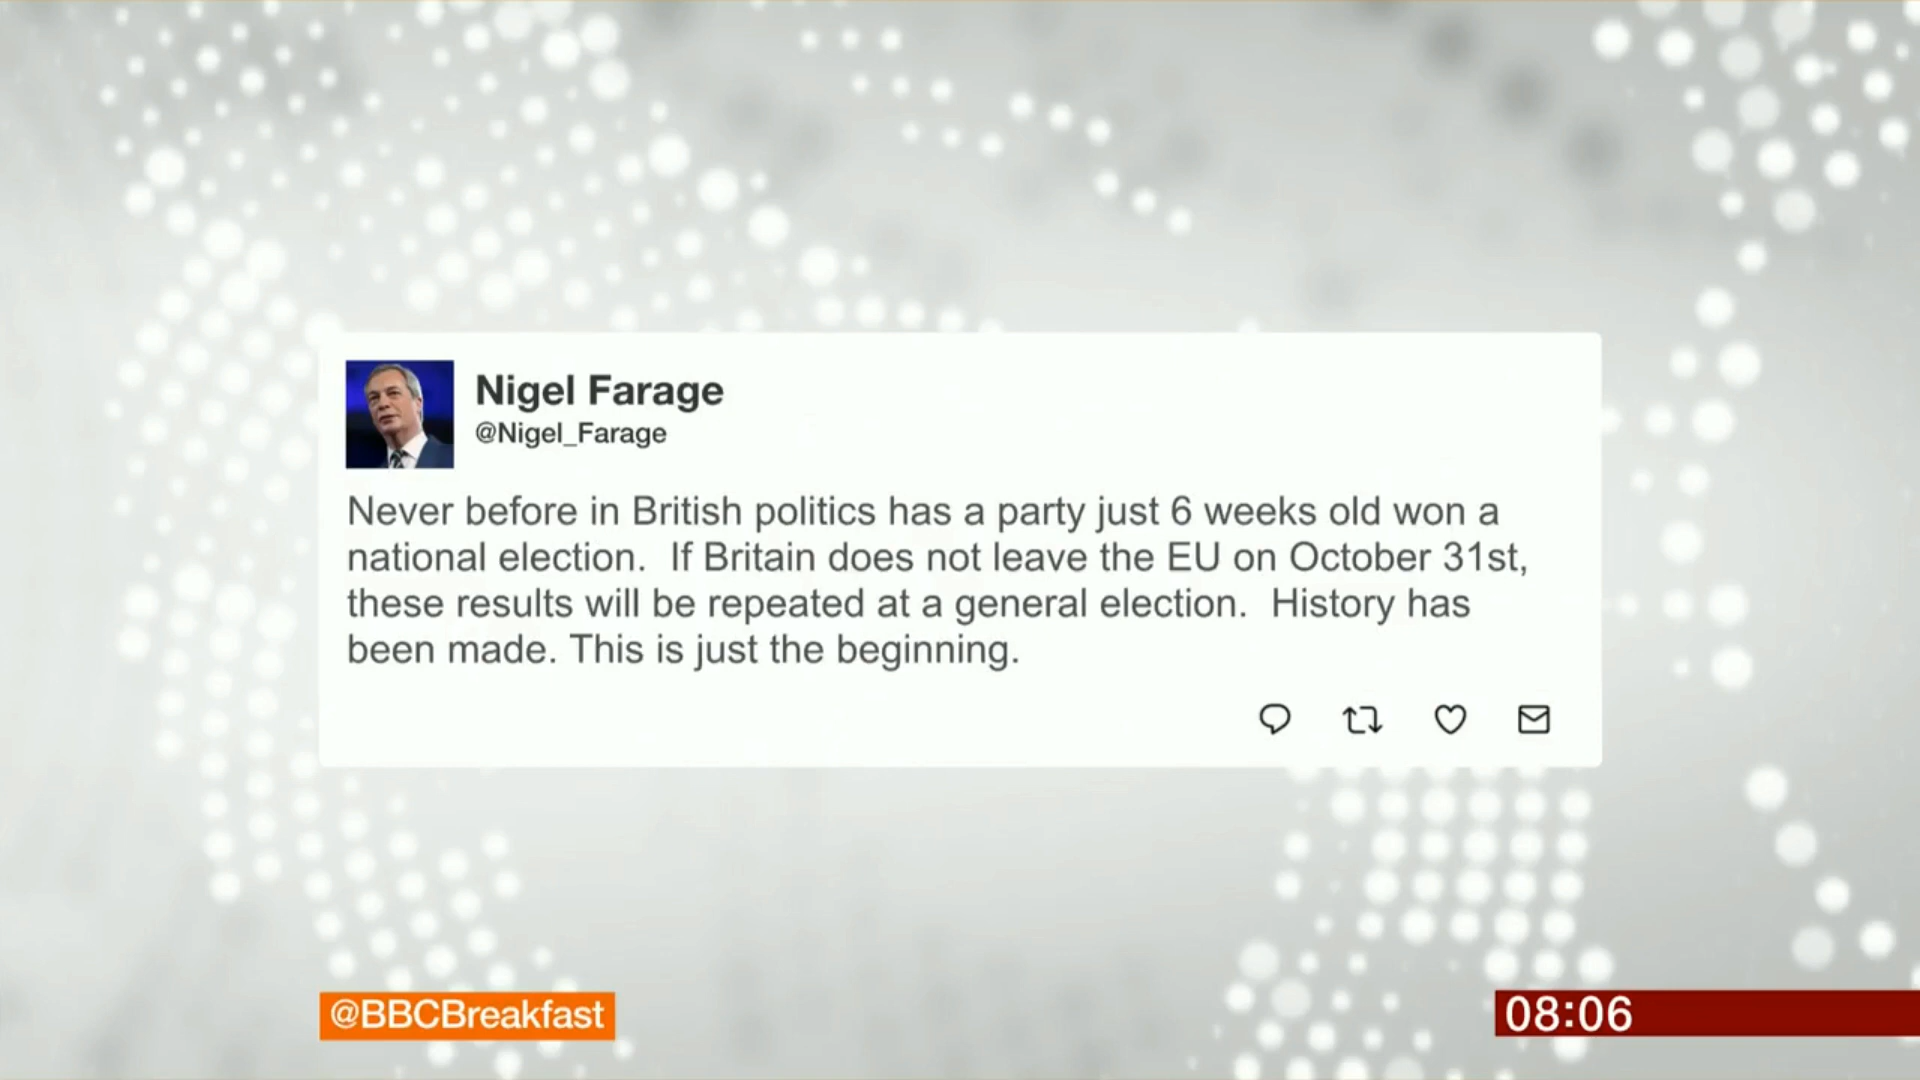 Nigel Farage
@Nigel_Farage
Never before in British politics has a party just 6 weeks old won a
national election.  If Britain does not leave the EU on October 31st,
these results will be repeated at a general election.  History has
been made. This is just the beginning.
@BBCBreakfast
08:06